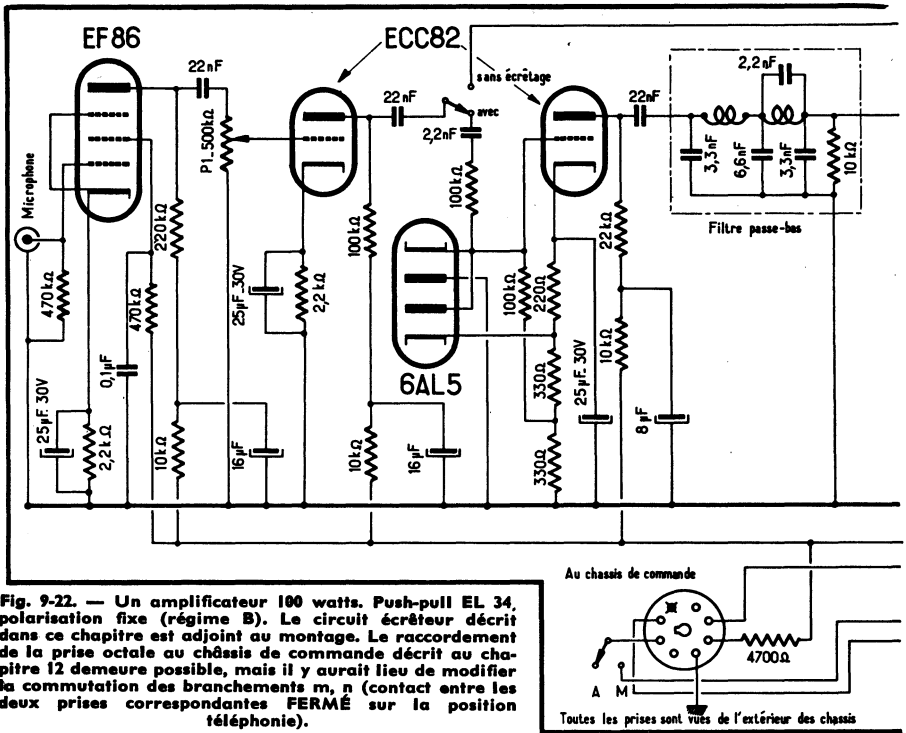 EF86
ECC82
22nF
sans écrêtage
avec
22nF
2,2nF
22nF
2,2nF
P1_500kΩ
Microphone
3,3nF
6,6nF
3,3nF
10kΩ
Filtre passe-bas
100kΩ
220kΩ
470kΩ
470kΩ
0,1µF
25µF_30V
2,2kΩ
100kΩ
100kΩ
220Ω
22kΩ
10kΩ
330Ω
25µF.30V
8µF
330Ω
6AL5
25µF.30V
2,2kΩ
10kΩ
16µF
10kΩ
16µF
Au chassis de commande
4700Ω
A M
Toutes les prises sont vues de l'extérieur des chassis
Fig. 9-22. — Un amplificateur 100 watts. Push-pull EL 34,
polarisation fixe (régime B). Le circuit écrêteur décrit
dans ce chapitre est adjoint au montage. Le raccordement
de la prise octale au châssis de commande décrit au cha-
pitre 12 demeure possible, mais il y aurait lieu de modifier
la commutation des branchements m, n (contact entre les
deux prises correspondantes FERMÉ sur la position
téléphonie).